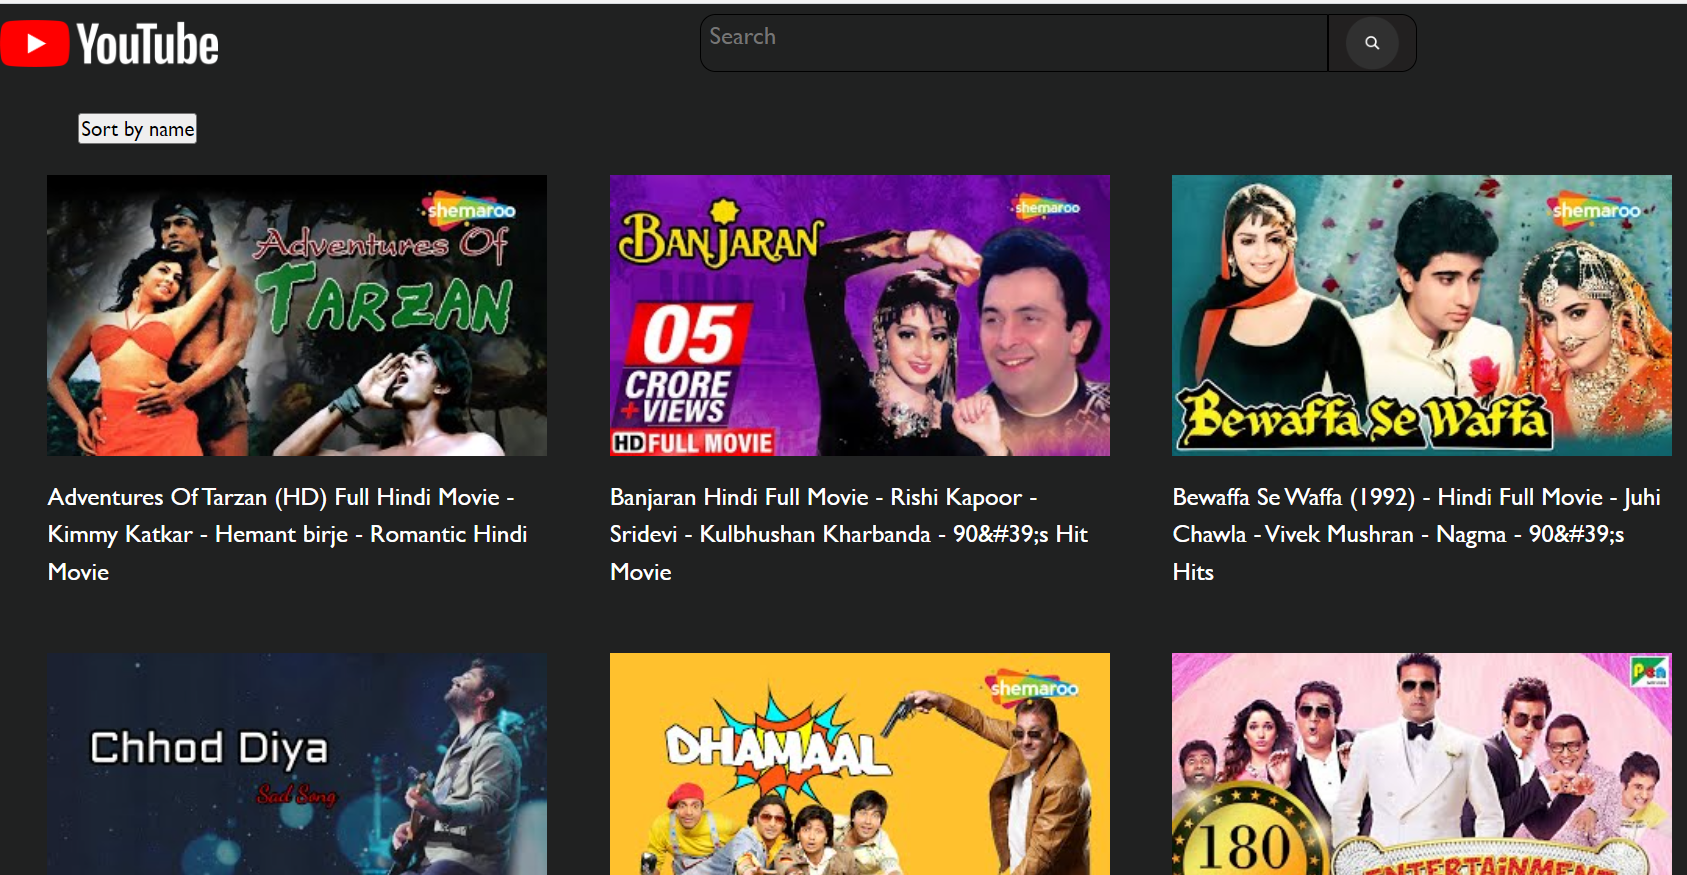 YouTube
Search
Sort by name
shemaroo
Adventures Of
TARZAN
shemaroo
BANJARAN
05
CRORE
+VIEWS
HD FULL MOVIE
shemaroo
Bewaffa Se Waffa
Adventures Of Tarzan (HD) Full Hindi Movie -
Kimmy Katkar - Hemant birje - Romantic Hindi
Movie
Banjaran Hindi Full Movie - Rishi Kapoor -
Sridevi - Kulbhushan Kharbanda - 90&#39;s Hit
Movie
Bewaffa Se Waffa (1992) - Hindi Full Movie - Juhi
Chawla - Vivek Mushran - Nagma - 90&#39;s
Hits
Chhod Diya
Sad Song
shemaroo
DHAMAAL
Pen
180
ENTERTAINMENT